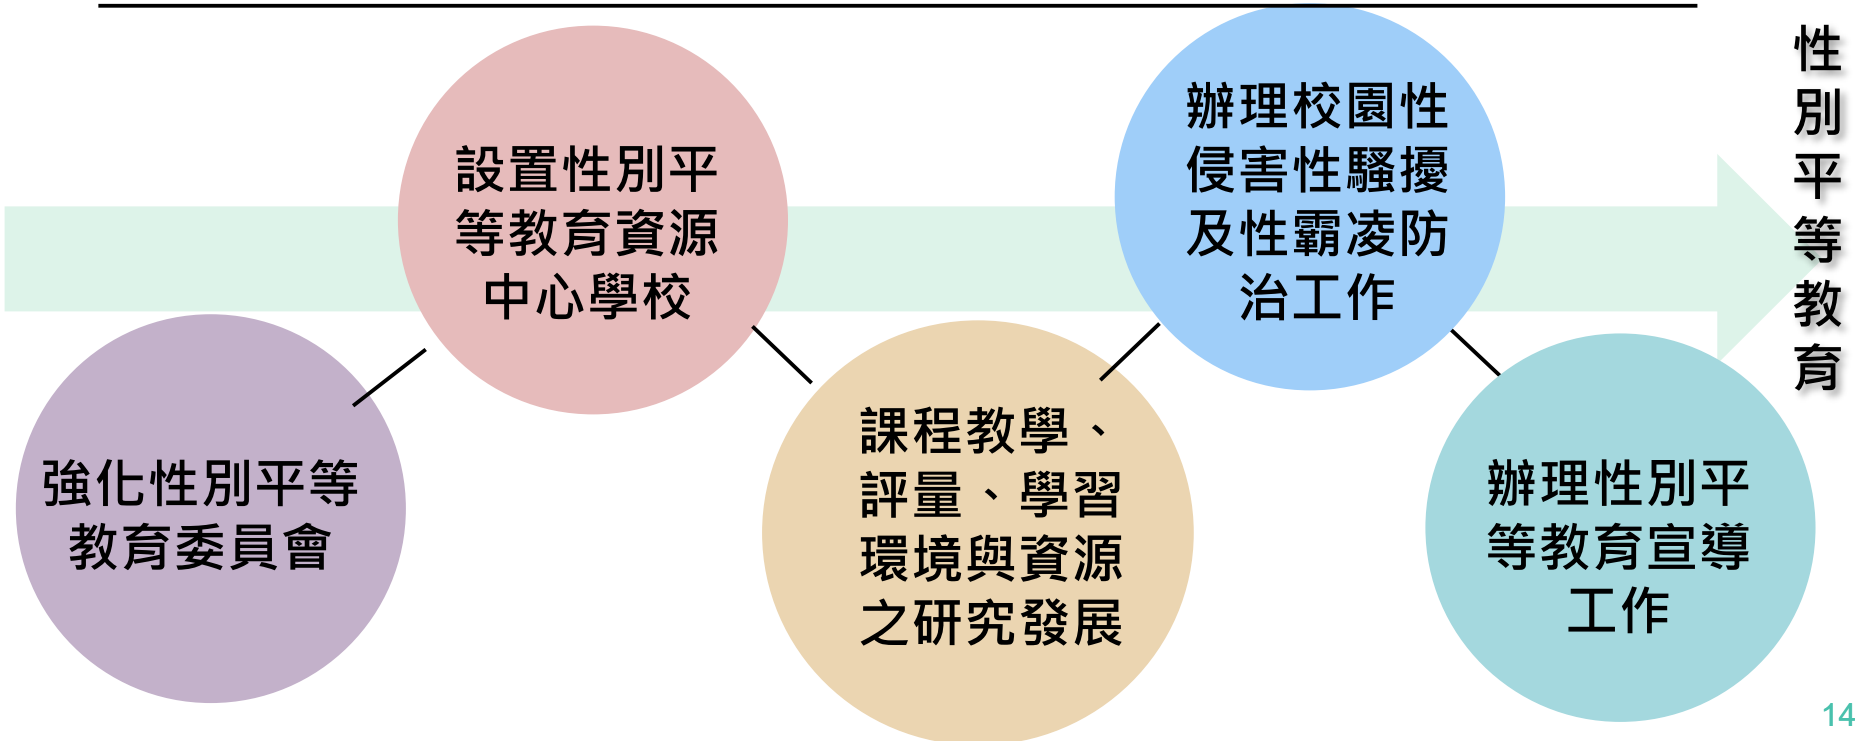 強化性別平等
教育委員會
設置性別平
等教育資源
中心學校
課程教學、
評量、學習
環境與資源
之研究發展
辦理校園性
侵害性騷擾
及性霸凌防
治工作
辦理性別平
等教育宣導
工作
性別平等教育
14